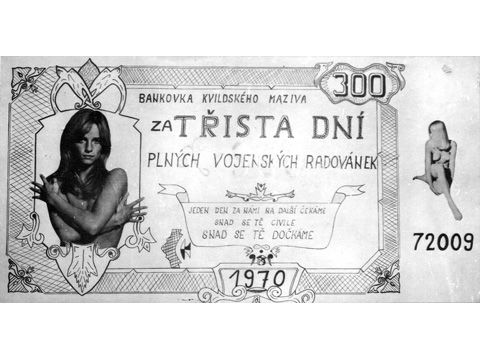 300
BANKOVKA KVILDSKÉHO MAZIVA
ZA TŘISTA DNÍ
PLNÝCH VOJENSKÝCH RADOVÁNEK
JEDEN DEN ZA NÁMI NA DALŠÍ ČEKÁME
SNAD SE TĚ CIVILE
SNAD SE TĚ DOČKÁME
72009
1970